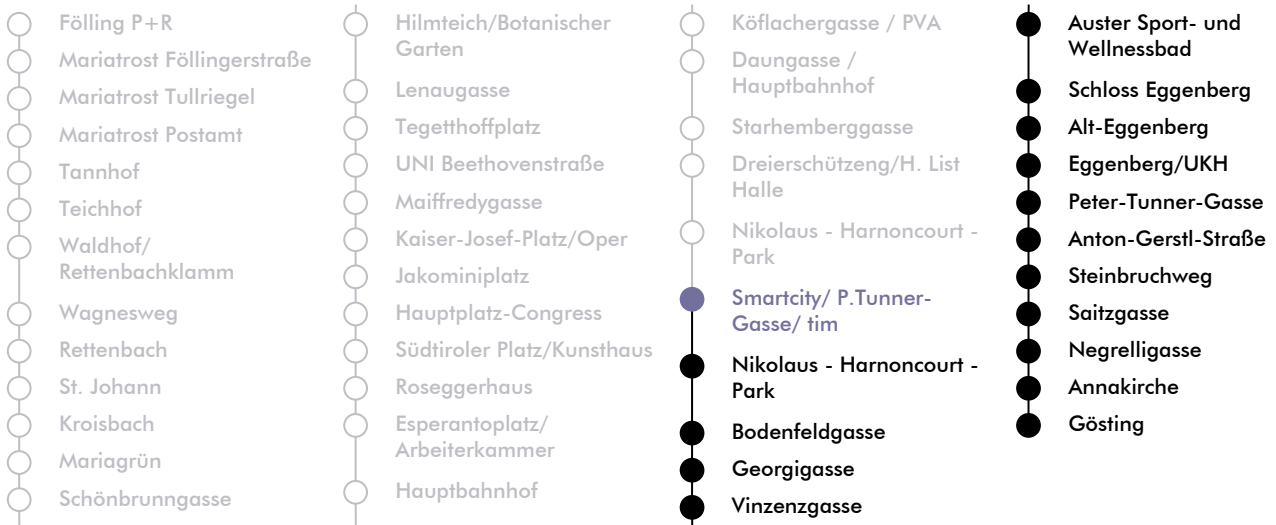 Fölling P+R
Mariatrost Föllingerstraße
Mariatrost Tullriegel
Mariatrost Postamt
Tannhof
Teichhof
Waldhof/
Rettenbachklamm
Wagnesweg
Rettenbach
St. Johann
Kroisbach
Mariagrün
Schönbrunngasse
Hilmteich/Botanischer
Garten
Lenaugasse
Tegetthoffplatz
UNI Beethovenstraße
Maiffredygasse
Kaiser-Josef-Platz/Oper
Jakominiplatz
Hauptplatz-Congress
Südtiroler Platz/Kunsthaus
Roseggerhaus
Esperantoplatz/
Arbeiterkammer
Hauptbahnhof
Köflachergasse / PVA
Daungasse /
Hauptbahnhof
Starhemberggasse
Dreierschützeng/H. List
Halle
Nikolaus - Harnoncourt -
Park
Smartcity/ P.Tunner-
Gasse/ tim
Nikolaus - Harnoncourt -
Park
Bodenfeldgasse
Georgigasse
Vinzenzgasse
Auster Sport- und
Wellnessbad
Schloss Eggenberg
Alt-Eggenberg
Eggenberg/UKH
Peter-Tunner-Gasse
Anton-Gerstl-Straße
Steinbruchweg
Saitzgasse
Negrelligasse
Annakirche
Gösting